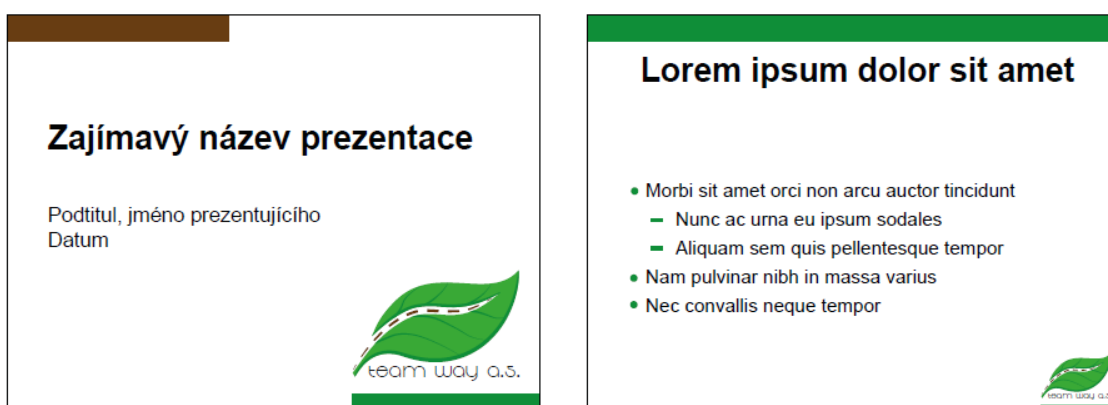 Zajímavý název prezentace
Podtitul, jméno prezentujícího
Datum
team way a.s.
Lorem ipsum dolor sit amet
Morbi sit amet orci non arcu auctor tincidunt
Nunc ac urna eu ipsum sodales
Aliquam sem quis pellentesque tempor
Nam pulvinar nibh in massa varius
Nec convallis neque tempor
team way a.s.